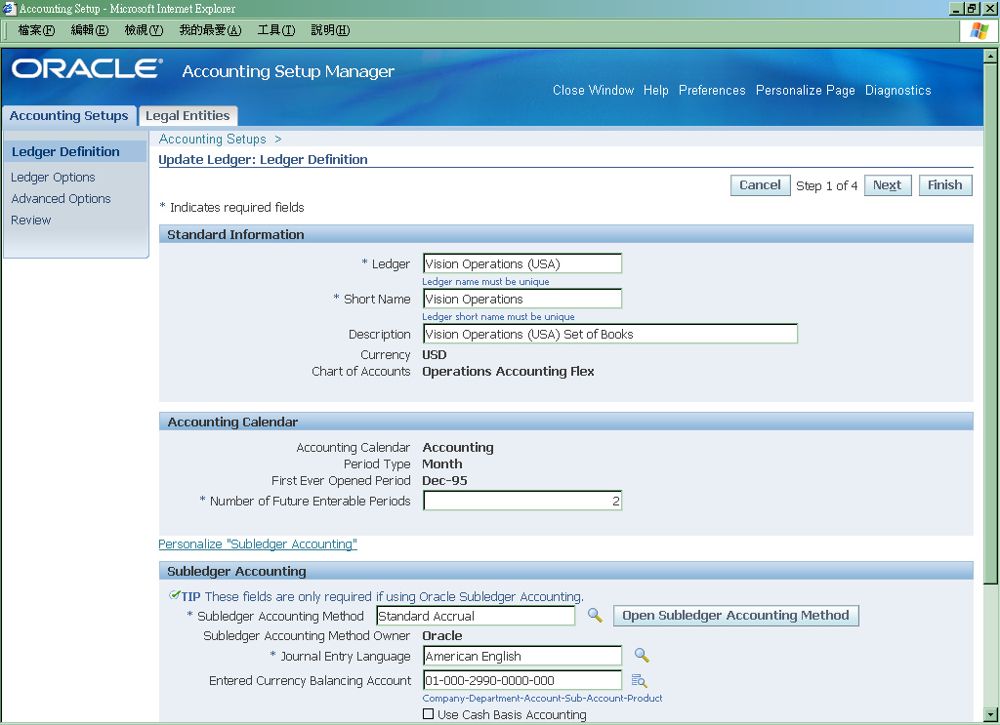 Accounting Setup - Microsoft Internet Explorer
檔案(F) 編輯(E) 檢視(V) 我的最愛(A) 工具(T) 說明(H)
ORACLE® Accounting Setup Manager
Close Window Help Preferences Personalize Page Diagnostics
Accounting Setups Legal Entities
Ledger Definition
Ledger Options
Advanced Options
Review
Accounting Setups >
Update Ledger: Ledger Definition
Cancel Step 1 of 4 Next Finish
* Indicates required fields
Standard Information
* Ledger Vision Operations (USA)
Ledger name must be unique
* Short Name Vision Operations
Ledger short name must be unique
Description Vision Operations (USA) Set of Books
Currency USD
Chart of Accounts Operations Accounting Flex
Accounting Calendar
Accounting Calendar Accounting
Period Type Month
First Ever Opened Period Dec-95
* Number of Future Enterable Periods 2
Personalize "Subledger Accounting"
Subledger Accounting
TIP These fields are only required if using Oracle Subledger Accounting.
* Subledger Accounting Method Standard Accrual Open Subledger Accounting Method
Subledger Accounting Method Owner Oracle
* Journal Entry Language American English
Entered Currency Balancing Account 01-000-2990-0000-000
Company-Department-Account-Sub-Account-Product
Use Cash Basis Accounting